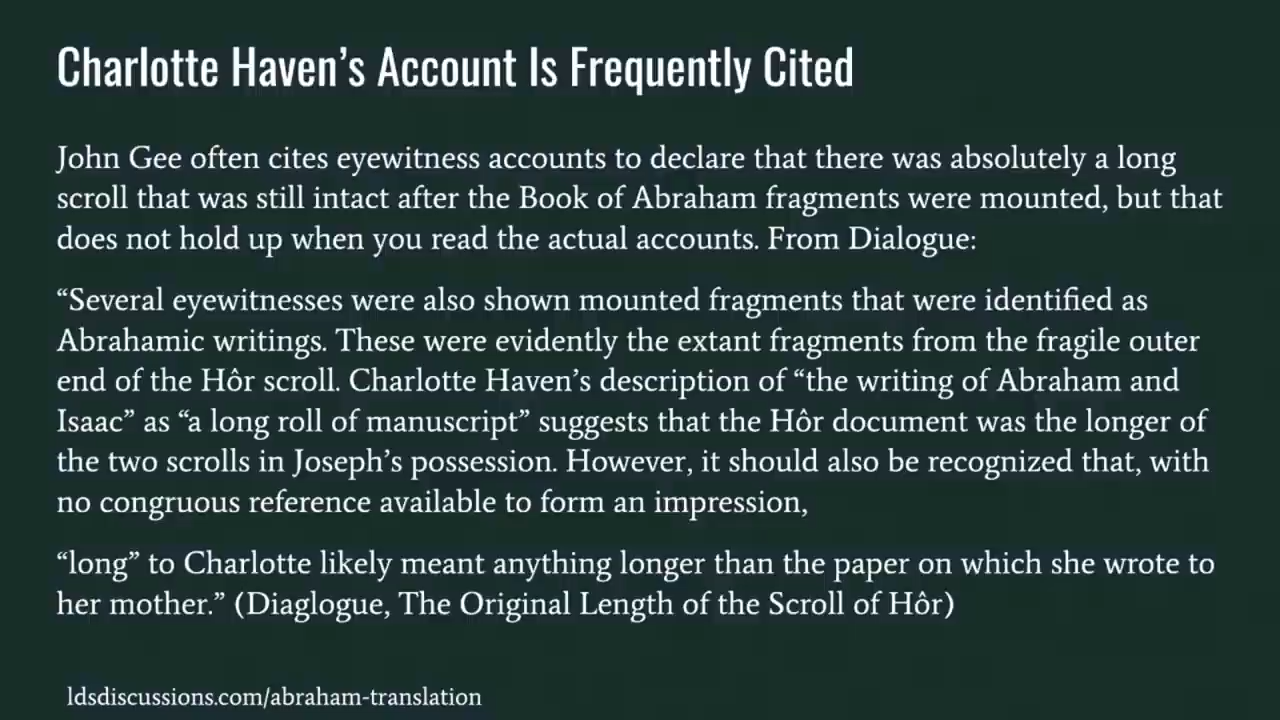 Charlotte Haven’s Account Is Frequently Cited
John Gee often cites eyewitness accounts to declare that there was absolutely a long
scroll that was still intact after the Book of Abraham fragments were mounted, but that
does not hold up when you read the actual accounts. From Dialogue:
“Several eyewitnesses were also shown mounted fragments that were identified as
Abrahamic writings. These were evidently the extant fragments from the fragile outer
end of the Hôr scroll. Charlotte Haven’s description of “the writing of Abraham and
Isaac” as “a long roll of manuscript” suggests that the Hôr document was the longer of
the two scrolls in Joseph’s possession. However, it should also be recognized that, with
no congruous reference available to form an impression,
“long” to Charlotte likely meant anything longer than the paper on which she wrote to
her mother.” (Diaglogue, The Original Length of the Scroll of Hôr)
ldsdiscussions.com/abraham-translation